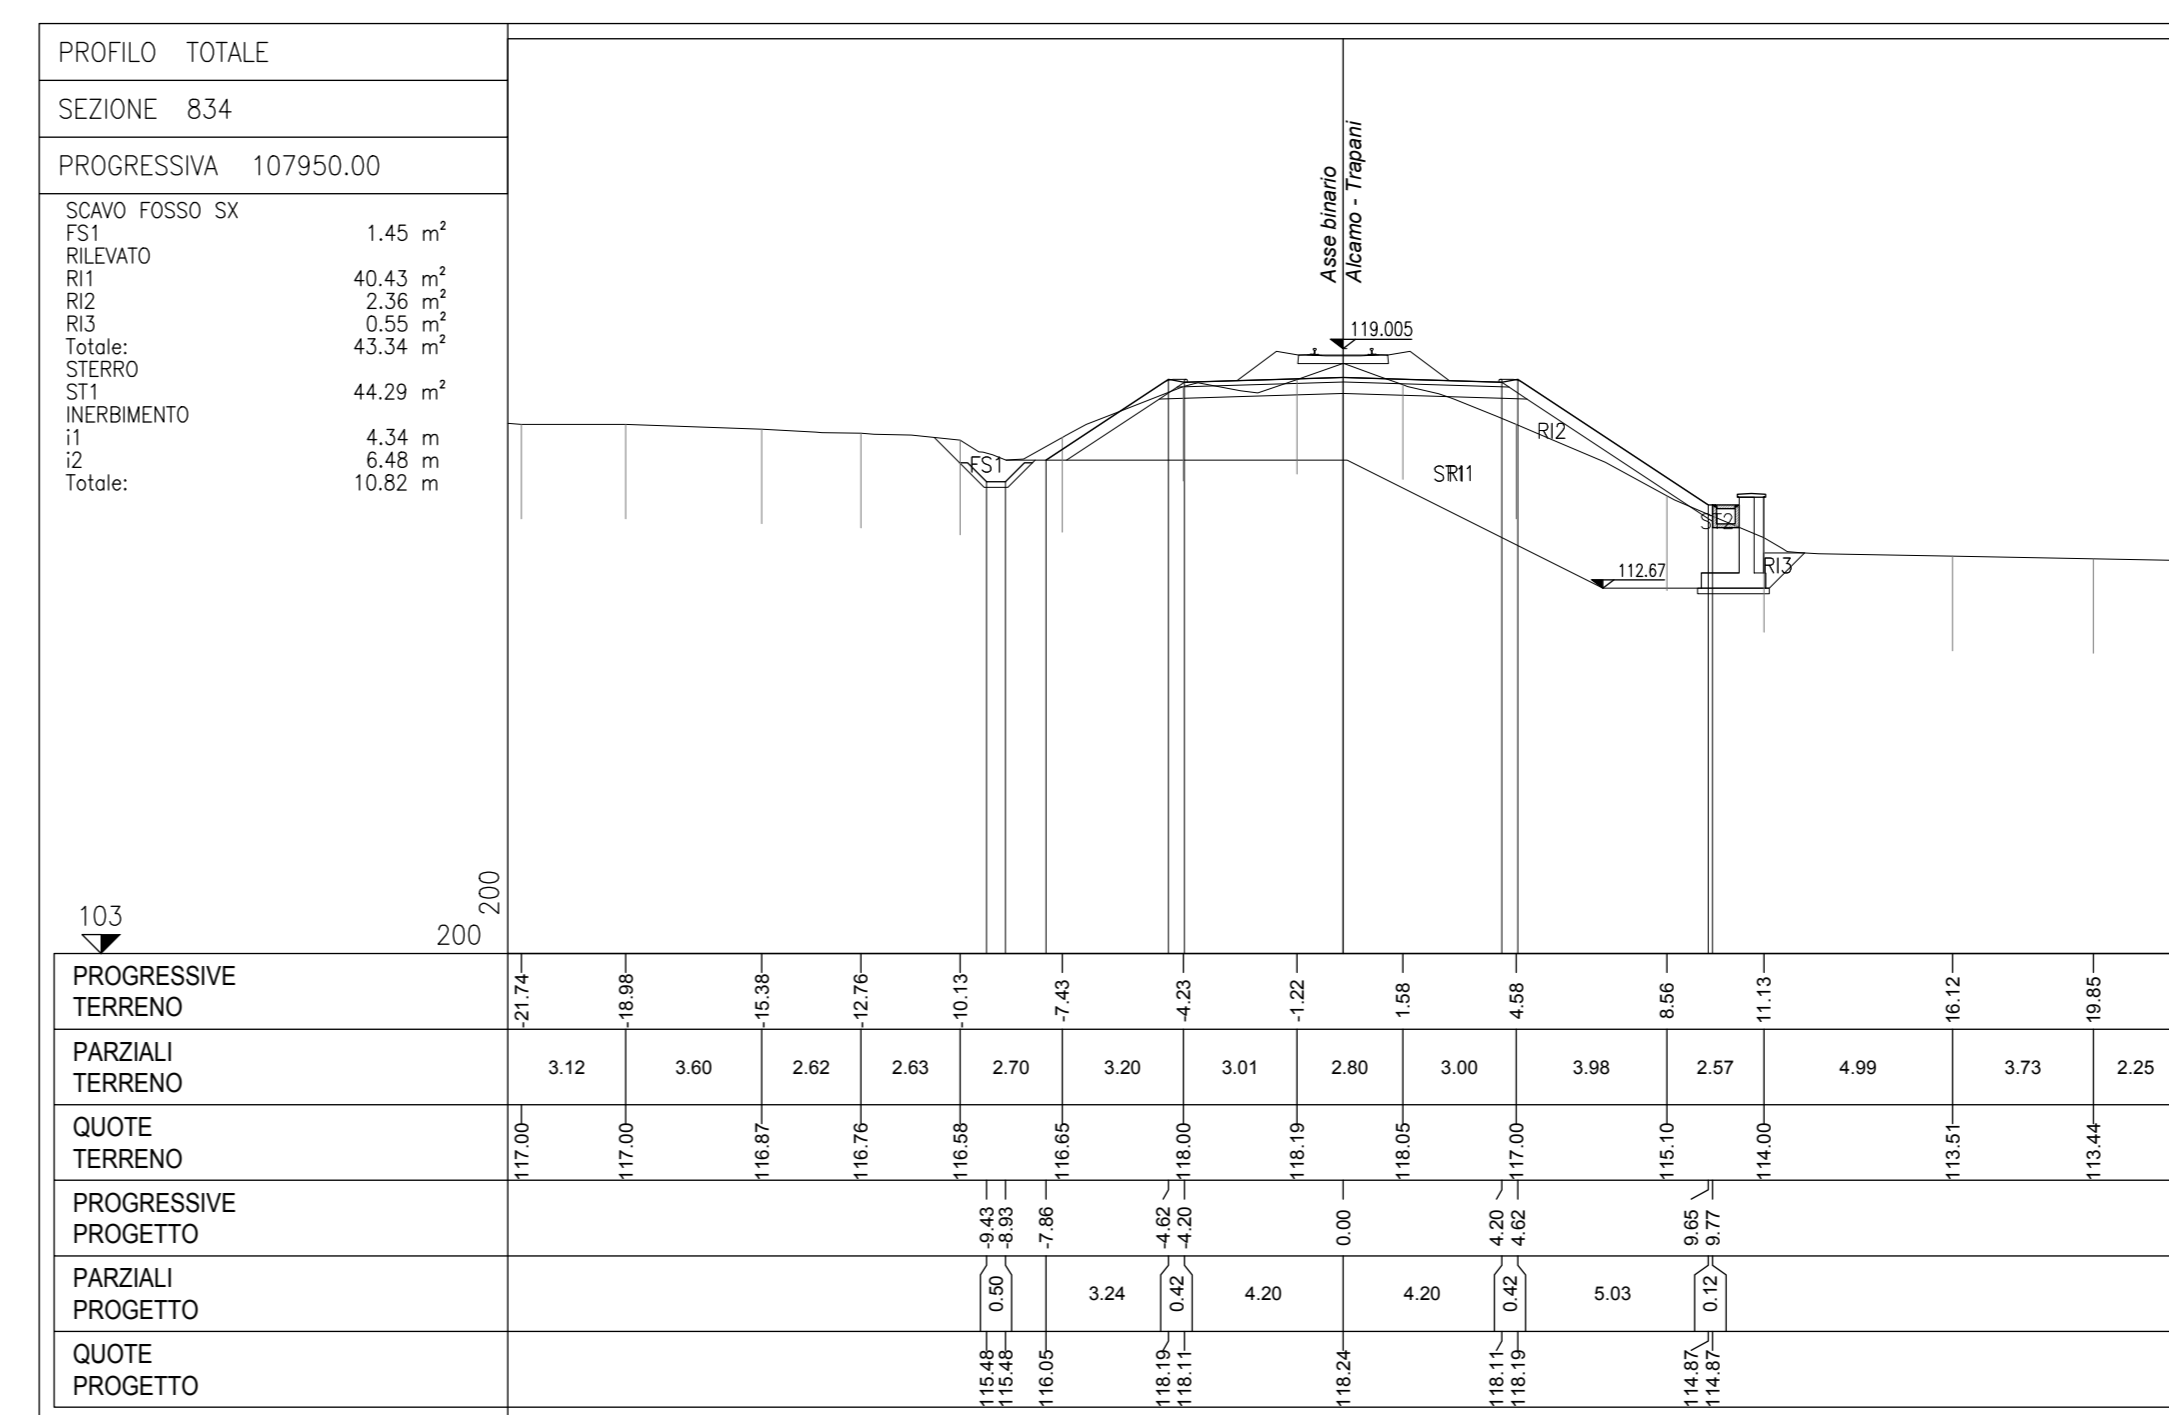 PROFILO TOTALE
SEZIONE 834
PROGRESSIVA 107950.00
SCAVO FOSSO SX
FS1 1.45 m²
RILEVATO
RI1 40.43 m²
RI2 2.36 m²
RI3 0.55 m²
Totale: 43.34 m²
STERRO
ST1 44.29 m²
INERBIMENTO
i1 4.34 m
i2 6.48 m
Totale: 10.82 m
Asse binario
Alcamo - Trapani
119.005
RI2
FS1
ST1
RI1
ST2
RI3
112.67
103
200
200
PROGRESSIVE TERRENO
-21.74 -18.98 -15.38 -12.76 -10.13 -7.43 -4.23 -1.22 1.58 4.58 8.56 11.13 16.12 19.85
PARZIALI TERRENO
3.12 3.60 2.62 2.63 2.70 3.20 3.01 2.80 3.00 3.98 2.57 4.99 3.73 2.25
QUOTE TERRENO
117.00 117.00 116.87 116.76 116.58 116.65 118.00 118.19 118.05 117.00 115.10 114.00 113.51 113.44
PROGRESSIVE PROGETTO
-9.43 -8.93 -7.86 -4.62 -4.20 0.00 4.20 4.62 9.65 9.77
PARZIALI PROGETTO
0.50 3.24 0.42 4.20 4.20 0.42 5.03 0.12
QUOTE PROGETTO
115.48 115.48 116.05 118.19 118.11 118.24 118.11 118.19 114.87 114.87